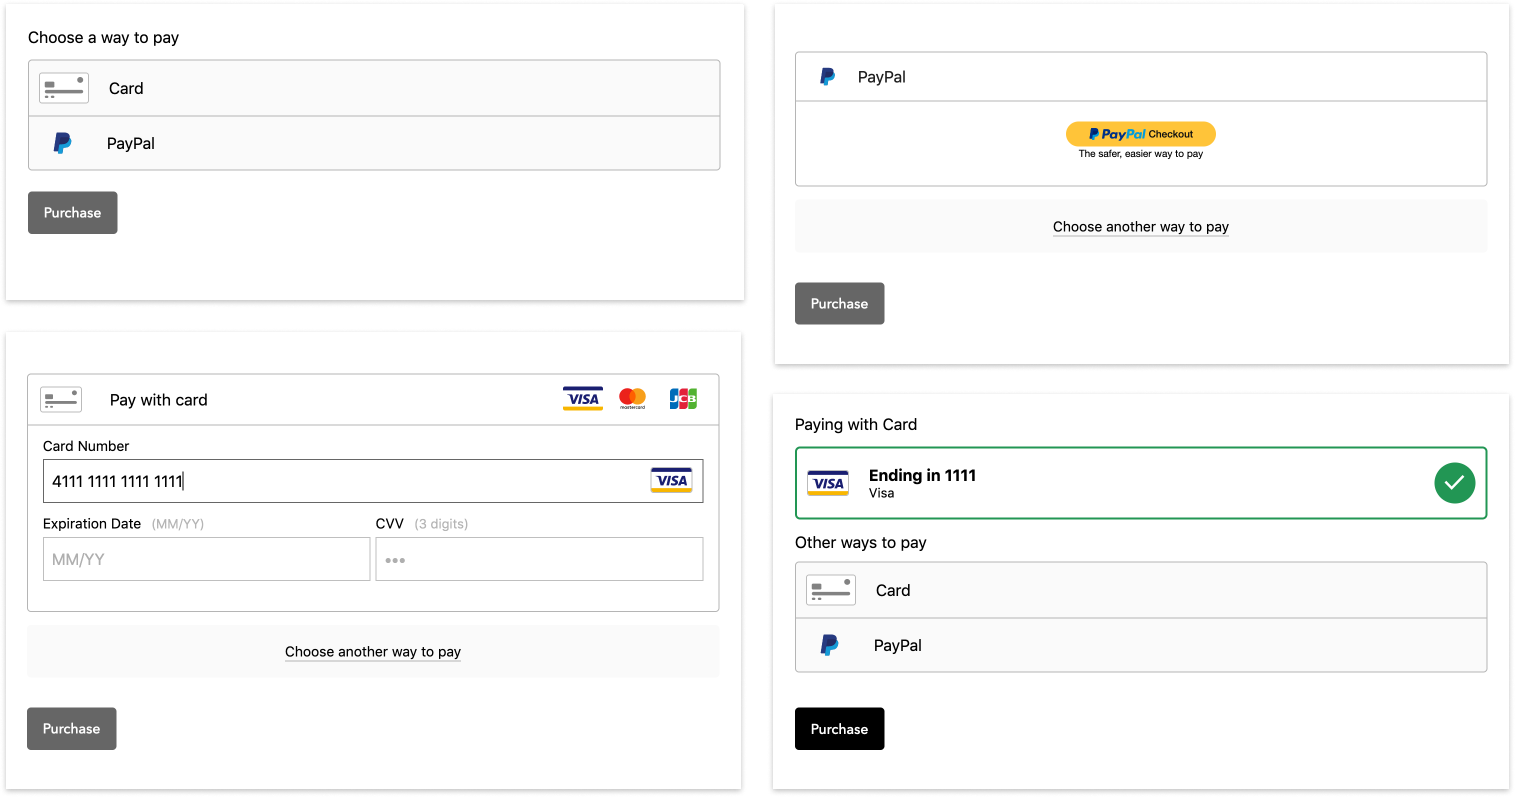 Choose a way to pay
Card
PayPal
Purchase
PayPal
PayPal Checkout
The safer, easier way to pay
Choose another way to pay
Purchase
Pay with card VISA mastercard JCB
Card Number
4111 1111 1111 1111 VISA
Expiration Date (MM/YY) CVV (3 digits)
MM/YY •••
Choose another way to pay
Purchase
Paying with Card
VISA Ending in 1111
Visa
Other ways to pay
Card
PayPal
Purchase